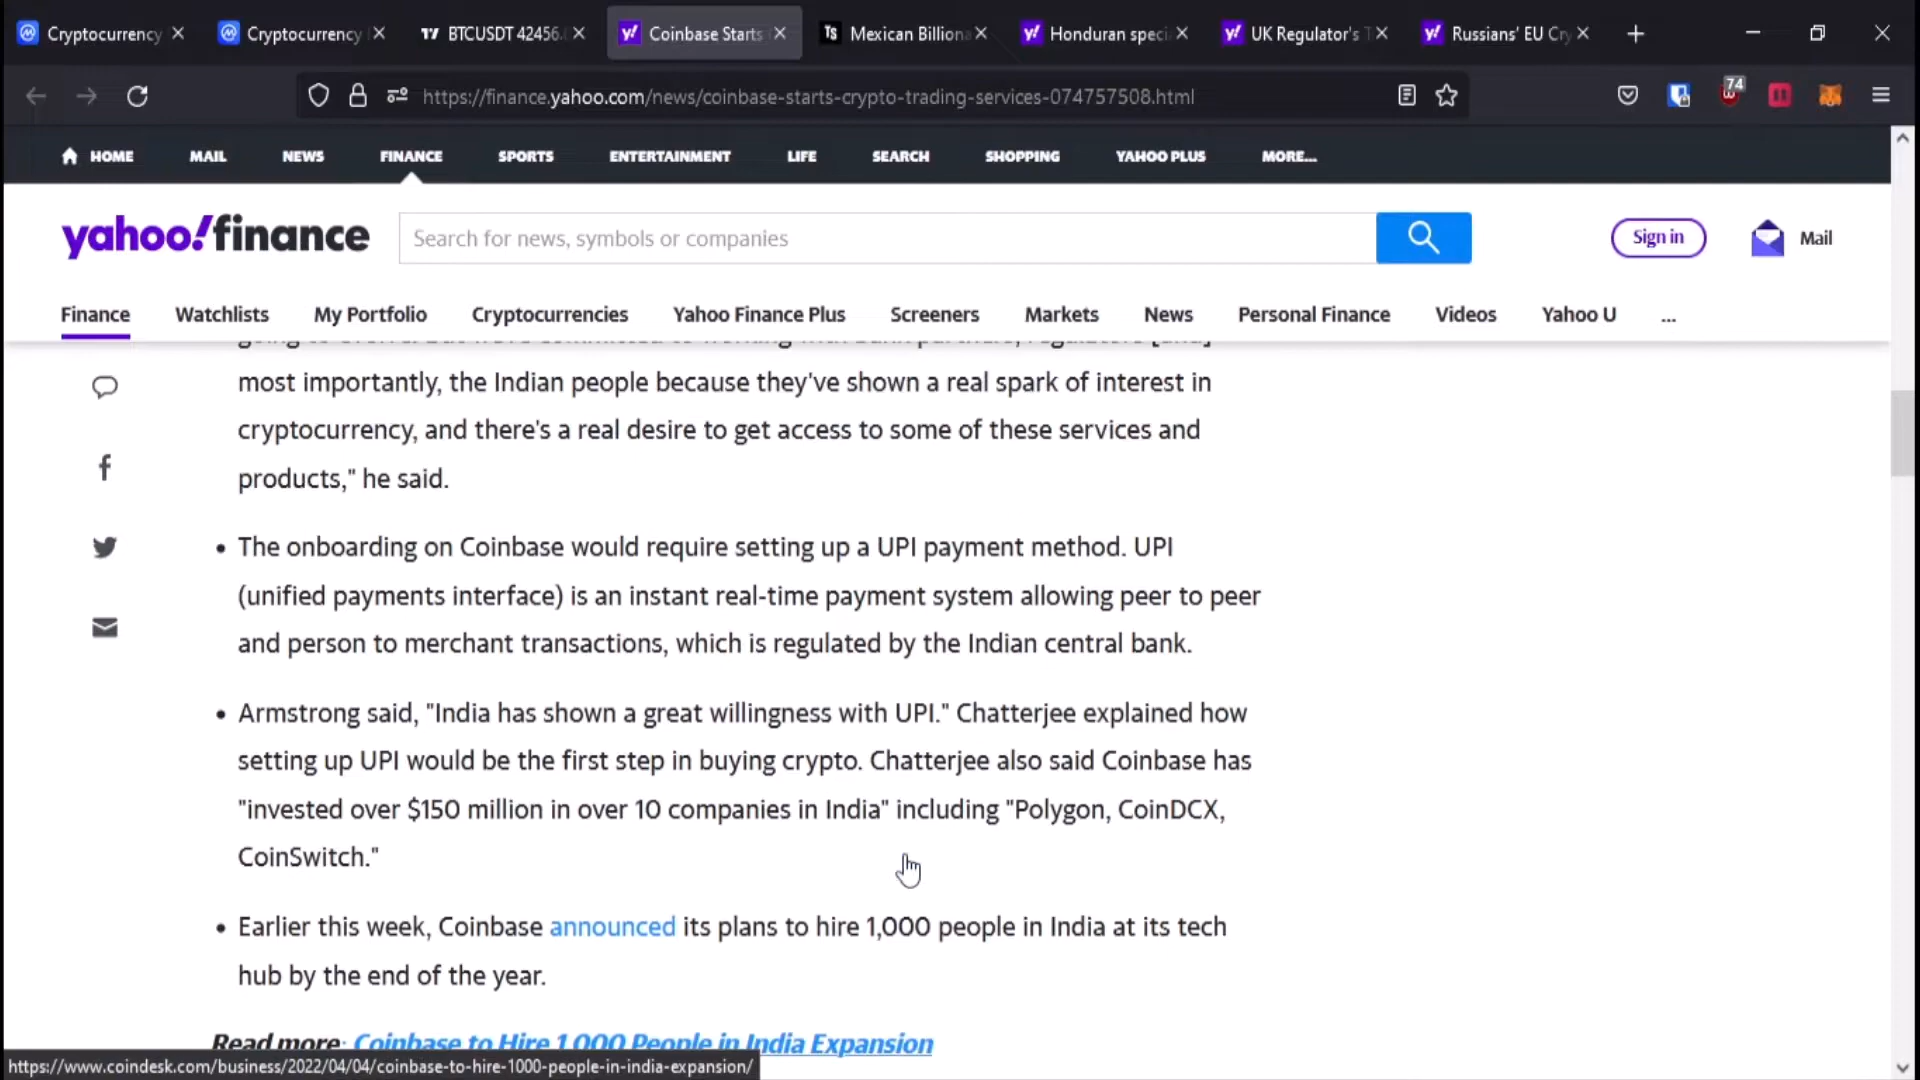 Cryptocurrency
Cryptocurrency
BTCUSDT 42456.
Coinbase Starts
Mexican Billiona
Honduran speci
UK Regulator's T
Russians' EU Cry
https://finance.yahoo.com/news/coinbase-starts-crypto-trading-services-074757508.html
74
HOME MAIL NEWS FINANCE SPORTS ENTERTAINMENT LIFE SEARCH SHOPPING YAHOO PLUS MORE...
yahoo!finance
Search for news, symbols or companies
Sign in
Mail
Finance Watchlists My Portfolio Cryptocurrencies Yahoo Finance Plus Screeners Markets News Personal Finance Videos Yahoo U ...
most importantly, the Indian people because they've shown a real spark of interest in
cryptocurrency, and there's a real desire to get access to some of these services and
products," he said.
• The onboarding on Coinbase would require setting up a UPI payment method. UPI
(unified payments interface) is an instant real-time payment system allowing peer to peer
and person to merchant transactions, which is regulated by the Indian central bank.
• Armstrong said, "India has shown a great willingness with UPI." Chatterjee explained how
setting up UPI would be the first step in buying crypto. Chatterjee also said Coinbase has
"invested over $150 million in over 10 companies in India" including "Polygon, CoinDCX,
CoinSwitch."
• Earlier this week, Coinbase announced its plans to hire 1,000 people in India at its tech
hub by the end of the year.
Read more: Coinbase to Hire 1,000 People in India Expansion
https://www.coindesk.com/business/2022/04/04/coinbase-to-hire-1000-people-in-india-expansion/